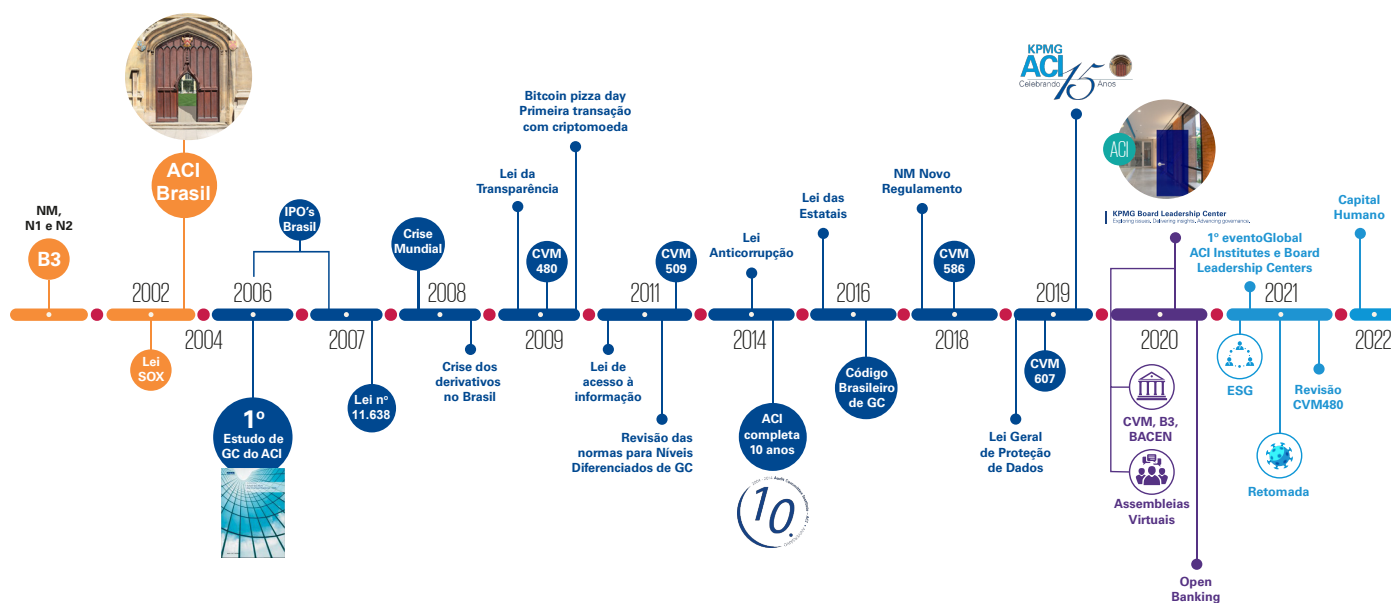 NM,
N1 e N2
B3
2002
ACI
Brasil
Lei
SOX
2004
2006
IPO's
Brasil
1º
Estudo de
GC do ACI
2007
Lei nº
11.638
Crise
Mundial
2008
Crise dos
derivativos
no Brasil
Lei da
Transparência
CVM
480
2009
Bitcoin pizza day
Primeira transação
com criptomoeda
Lei de
acesso à
informação
2011
CVM
509
Revisão das
normas para Níveis
Diferenciados de GC
Lei
Anticorrupção
2014
ACI
completa
10 anos
10.
Lei das
Estatais
2016
Código
Brasileiro
de GC
NM Novo
Regulamento
CVM
586
2018
Lei Geral
de Proteção
de Dados
2019
CVM
607
KPMG
ACI 15
Celebrando Anos
ACI
KPMG Board Leadership Center
Exploring issues. Delivering insights. Advancing governance.
2020
CVM, B3,
BACEN
Assembleias
Virtuais
Open
Banking
1º eventoGlobal
ACI Institutes e Board
Leadership Centers
2021
ESG
Retomada
Revisão
CVM480
Capital
Humano
2022